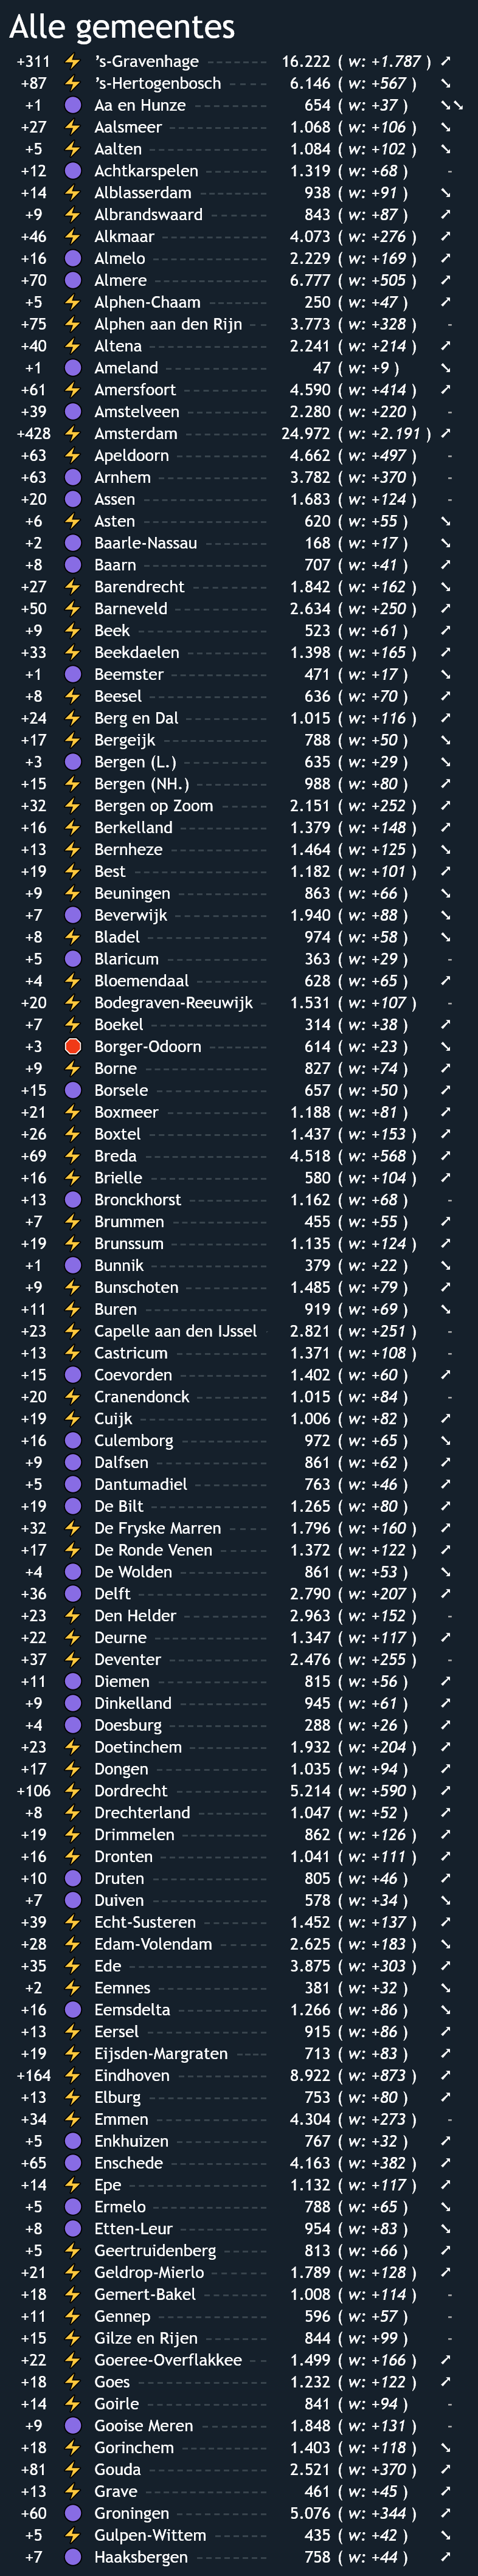 Alle gemeentes
+311 ⚡ ’s-Gravenhage 16.222 ( w: +1.787 ) ↗
+87 ⚡ ’s-Hertogenbosch 6.146 ( w: +567 ) ↘
+1 Aa en Hunze 654 ( w: +37 ) ↘↘
+27 ⚡ Aalsmeer 1.068 ( w: +106 ) ↘
+5 ⚡ Aalten 1.084 ( w: +102 ) ↘
+12 Achtkarspelen 1.319 ( w: +68 ) -
+14 ⚡ Alblasserdam 938 ( w: +91 ) ↘
+9 ⚡ Albrandswaard 843 ( w: +87 ) ↗
+46 ⚡ Alkmaar 4.073 ( w: +276 ) ↗
+16 Almelo 2.229 ( w: +169 ) ↗
+70 Almere 6.777 ( w: +505 ) ↗
+5 ⚡ Alphen-Chaam 250 ( w: +47 ) ↗
+75 ⚡ Alphen aan den Rijn 3.773 ( w: +328 ) -
+40 ⚡ Altena 2.241 ( w: +214 ) ↗
+1 Ameland 47 ( w: +9 ) ↘
+61 ⚡ Amersfoort 4.590 ( w: +414 ) ↗
+39 Amstelveen 2.280 ( w: +220 ) -
+428 ⚡ Amsterdam 24.972 ( w: +2.191 ) ↗
+63 ⚡ Apeldoorn 4.662 ( w: +497 ) -
+63 Arnhem 3.782 ( w: +370 ) -
+20 Assen 1.683 ( w: +124 ) -
+6 ⚡ Asten 620 ( w: +55 ) ↘
+2 Baarle-Nassau 168 ( w: +17 ) ↘
+8 Baarn 707 ( w: +41 ) ↗
+27 ⚡ Barendrecht 1.842 ( w: +162 ) ↘
+50 ⚡ Barneveld 2.634 ( w: +250 ) ↗
+9 ⚡ Beek 523 ( w: +61 ) ↗
+33 ⚡ Beekdaelen 1.398 ( w: +165 ) ↗
+1 Beemster 471 ( w: +17 ) ↘
+8 ⚡ Beesel 636 ( w: +70 ) ↗
+24 ⚡ Berg en Dal 1.015 ( w: +116 ) ↗
+17 ⚡ Bergeijk 788 ( w: +50 ) ↘
+3 Bergen (L.) 635 ( w: +29 ) ↘
+15 ⚡ Bergen (NH.) 988 ( w: +80 ) ↗
+32 ⚡ Bergen op Zoom 2.151 ( w: +252 ) ↗
+16 ⚡ Berkelland 1.379 ( w: +148 ) ↗
+13 ⚡ Bernheze 1.464 ( w: +125 ) ↘
+19 ⚡ Best 1.182 ( w: +101 ) ↗
+9 ⚡ Beuningen 863 ( w: +66 ) ↘
+7 Beverwijk 1.940 ( w: +88 ) ↗
+8 ⚡ Bladel 974 ( w: +58 ) ↘
+5 Blaricum 363 ( w: +29 ) -
+4 ⚡ Bloemendaal 628 ( w: +65 ) ↗
+20 ⚡ Bodegraven-Reeuwijk 1.531 ( w: +107 ) -
+7 ⚡ Boekel 314 ( w: +38 ) ↗
+3 Borger-Odoorn 614 ( w: +23 ) ↘
+9 ⚡ Borne 827 ( w: +74 ) ↗
+15 Borsele 657 ( w: +50 ) ↗
+21 ⚡ Boxmeer 1.188 ( w: +81 ) ↗
+26 ⚡ Boxtel 1.437 ( w: +153 ) ↗
+69 ⚡ Breda 4.518 ( w: +568 ) ↗
+16 ⚡ Brielle 580 ( w: +104 ) ↗
+13 Bronckhorst 1.162 ( w: +68 ) -
+7 ⚡ Brummen 455 ( w: +55 ) ↗
+19 ⚡ Brunssum 1.135 ( w: +124 ) ↗
+1 Bunnik 379 ( w: +22 ) ↘
+9 ⚡ Bunschoten 1.485 ( w: +79 ) ↗
+11 ⚡ Buren 919 ( w: +69 ) ↘
+23 ⚡ Capelle aan den IJssel 2.821 ( w: +251 ) -
+13 ⚡ Castricum 1.371 ( w: +108 ) -
+15 Coevorden 1.402 ( w: +60 ) ↗
+20 ⚡ Cranendonck 1.015 ( w: +84 ) -
+19 ⚡ Cuijk 1.006 ( w: +82 ) ↗
+16 Culemborg 972 ( w: +65 ) ↘
+9 Dalfsen 861 ( w: +62 ) ↗
+5 Dantumadiel 763 ( w: +46 ) ↗
+19 De Bilt 1.265 ( w: +80 ) ↗
+32 ⚡ De Fryske Marren 1.796 ( w: +160 ) ↗
+17 ⚡ De Ronde Venen 1.372 ( w: +122 ) ↗
+4 De Wolden 861 ( w: +53 ) ↘
+36 Delft 2.790 ( w: +207 ) ↗
+23 ⚡ Den Helder 2.963 ( w: +152 ) -
+22 ⚡ Deurne 1.347 ( w: +117 ) ↗
+37 ⚡ Deventer 2.476 ( w: +255 ) -
+11 Diemen 815 ( w: +56 ) ↗
+9 Dinkelland 945 ( w: +61 ) ↗
+4 Doesburg 288 ( w: +26 ) ↗
+23 ⚡ Doetinchem 1.932 ( w: +204 ) ↗
+17 ⚡ Dongen 1.035 ( w: +94 ) ↗
+106 ⚡ Dordrecht 5.214 ( w: +590 ) ↗
+8 ⚡ Drechterland 1.047 ( w: +52 ) ↗
+19 ⚡ Drimmelen 862 ( w: +126 ) ↗
+16 ⚡ Dronten 1.041 ( w: +111 ) ↗
+10 Druten 805 ( w: +46 ) ↗
+7 Duiven 578 ( w: +34 ) ↘
+39 ⚡ Echt-Susteren 1.452 ( w: +137 ) ↗
+28 ⚡ Edam-Volendam 2.625 ( w: +183 ) ↘
+35 ⚡ Ede 3.875 ( w: +303 ) ↗
+2 ⚡ Eemnes 381 ( w: +32 ) ↘
+16 Eemsdelta 1.266 ( w: +86 ) ↘
+13 ⚡ Eersel 915 ( w: +86 ) ↗
+19 ⚡ Eijsden-Margraten 713 ( w: +83 ) ↗
+164 ⚡ Eindhoven 8.922 ( w: +873 ) ↗
+13 ⚡ Elburg 753 ( w: +80 ) ↗
+34 ⚡ Emmen 4.304 ( w: +273 ) -
+5 Enkhuizen 767 ( w: +32 ) ↗
+65 Enschede 4.163 ( w: +382 ) ↗
+14 ⚡ Epe 1.132 ( w: +117 ) ↗
+5 Ermelo 788 ( w: +65 ) ↘
+8 Etten-Leur 954 ( w: +83 ) ↘
+5 ⚡ Geertruidenberg 813 ( w: +66 ) ↗
+21 ⚡ Geldrop-Mierlo 1.789 ( w: +128 ) ↗
+18 ⚡ Gemert-Bakel 1.008 ( w: +114 ) -
+11 ⚡ Gennep 596 ( w: +57 ) -
+15 ⚡ Gilze en Rijen 844 ( w: +99 ) -
+22 ⚡ Goeree-Overflakkee 1.499 ( w: +166 ) ↗
+18 ⚡ Goes 1.232 ( w: +122 ) ↗
+14 ⚡ Goirle 841 ( w: +94 ) -
+9 Gooise Meren 1.848 ( w: +131 ) -
+18 ⚡ Gorinchem 1.403 ( w: +118 ) ↘
+81 ⚡ Gouda 2.521 ( w: +370 ) ↗
+13 ⚡ Grave 461 ( w: +45 ) ↗
+60 Groningen 5.076 ( w: +344 ) ↗
+5 ⚡ Gulpen-Wittem 435 ( w: +42 ) ↘
+7 Haaksbergen 758 ( w: +44 ) ↗